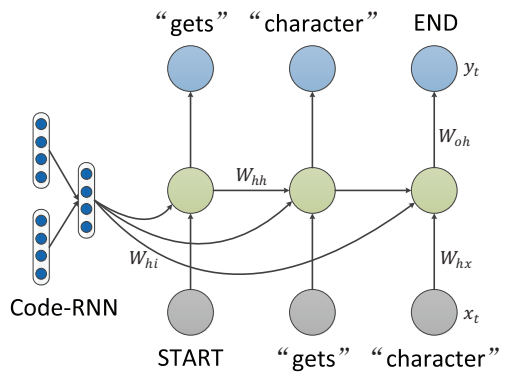 “gets” “character” END
y_t
W_oh
W_hh
W_hi
W_hx
Code-RNN
x_t
START “gets” “character”